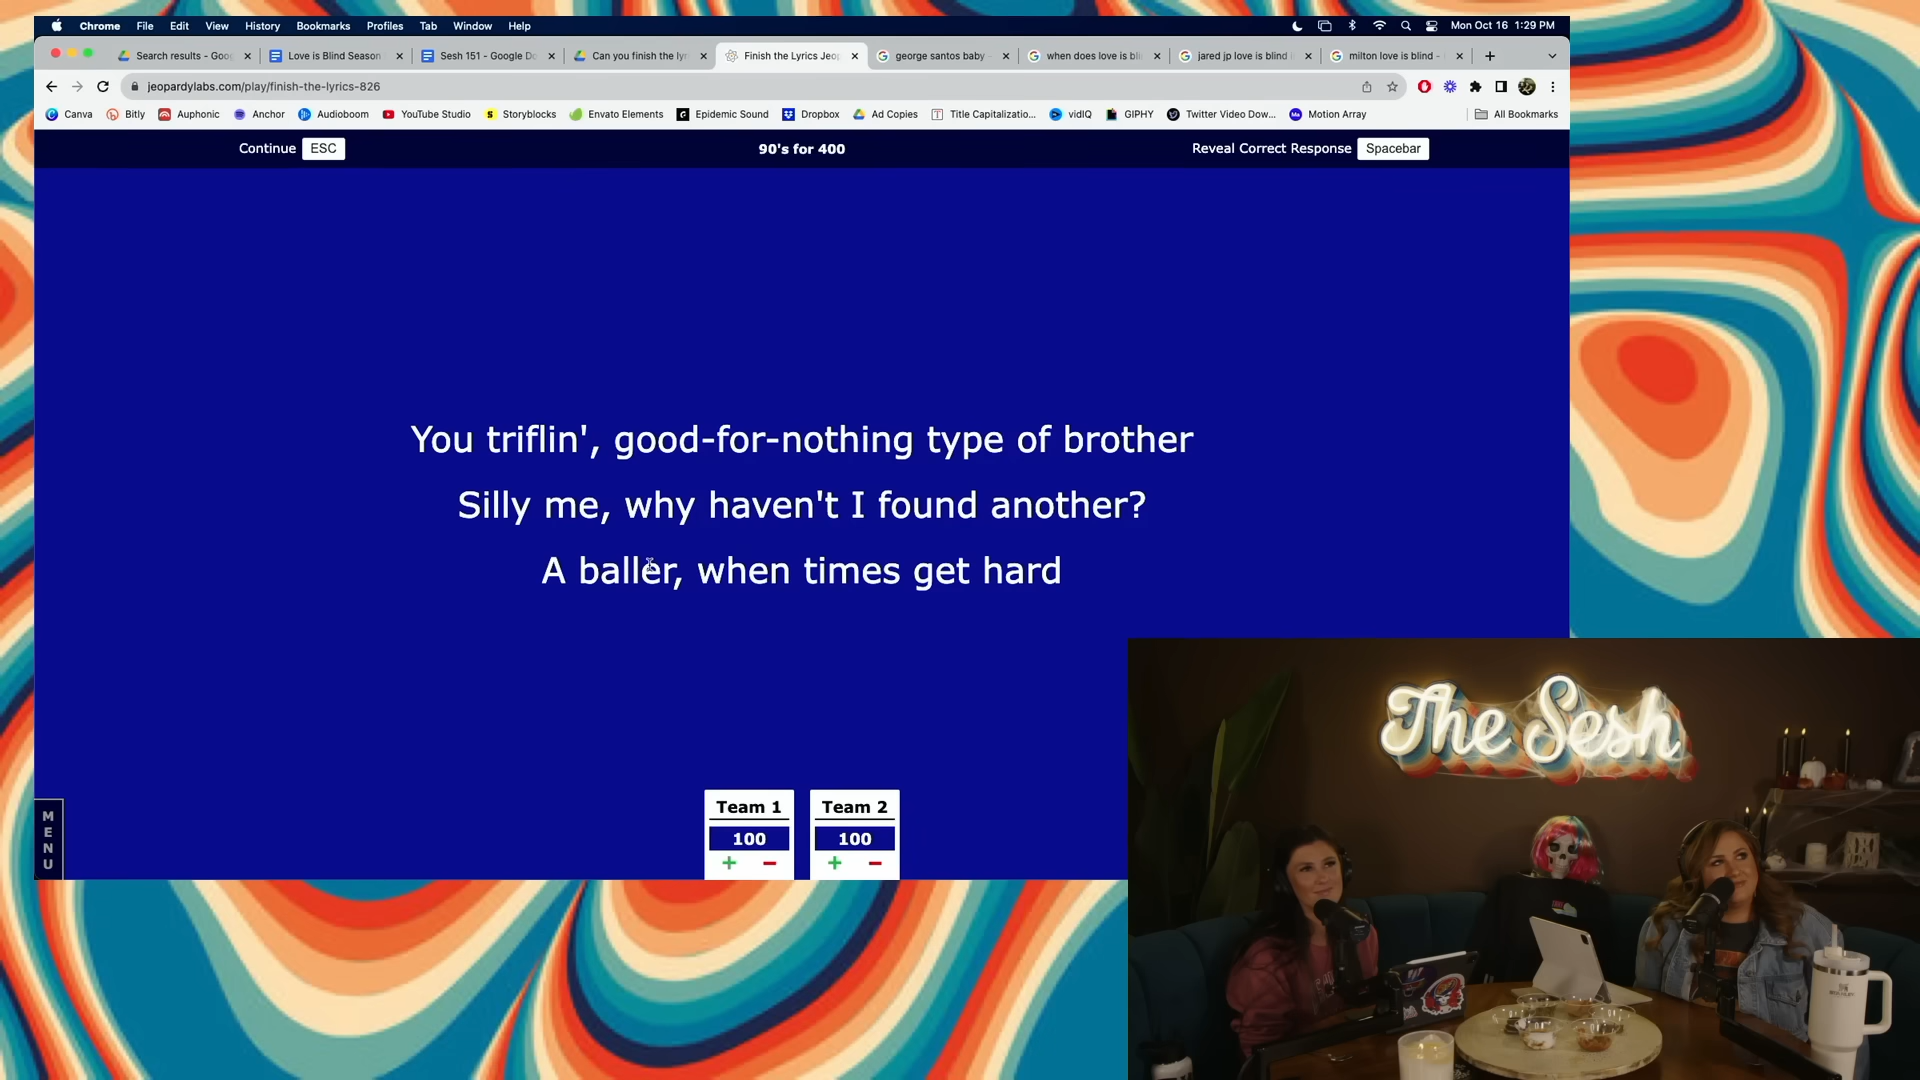 Chrome File Edit View History Bookmarks Profiles Tab Window Help Mon Oct 16 1:29 PM
Search results - Goog Love is Blind Season Sesh 151 - Google Do Can you finish the lyr Finish the Lyrics Jeop george santos baby - when does love is bli jared jp love is blind i milton love is blind -
jeopardylabs.com/play/finish-the-lyrics-826
Canva Bitly Auphonic Anchor Audioboom YouTube Studio Storyblocks Envato Elements Epidemic Sound Dropbox Ad Copies Title Capitalizatio... vidIQ GIPHY Twitter Video Dow... Motion Array All Bookmarks
Continue ESC 90's for 400 Reveal Correct Response Spacebar
You triflin', good-for-nothing type of brother
Silly me, why haven't I found another?
A baller, when times get hard
The Sesh
MENU
Team 1 Team 2
100 100
+ - + -